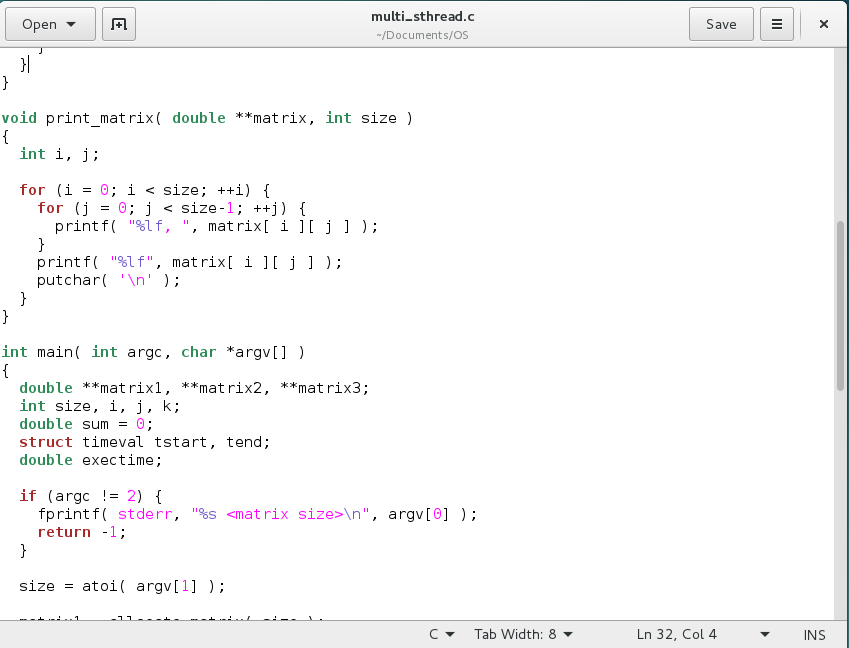 Open
multi_sthread.c
~/Documents/OS
Save
}
}
}
void print_matrix( double **matrix, int size )
{
  int i, j;
  for (i = 0; i < size; ++i) {
    for (j = 0; j < size-1; ++j) {
      printf( "%lf, ", matrix[ i ][ j ] );
    }
    printf( "%lf", matrix[ i ][ j ] );
    putchar( '\n' );
  }
}
int main( int argc, char *argv[] )
{
  double **matrix1, **matrix2, **matrix3;
  int size, i, j, k;
  double sum = 0;
  struct timeval tstart, tend;
  double exectime;
  if (argc != 2) {
    fprintf( stderr, "%s <matrix size>\n", argv[0] );
    return -1;
  }
  size = atoi( argv[1] );
C
Tab Width: 8
Ln 32, Col 4
INS